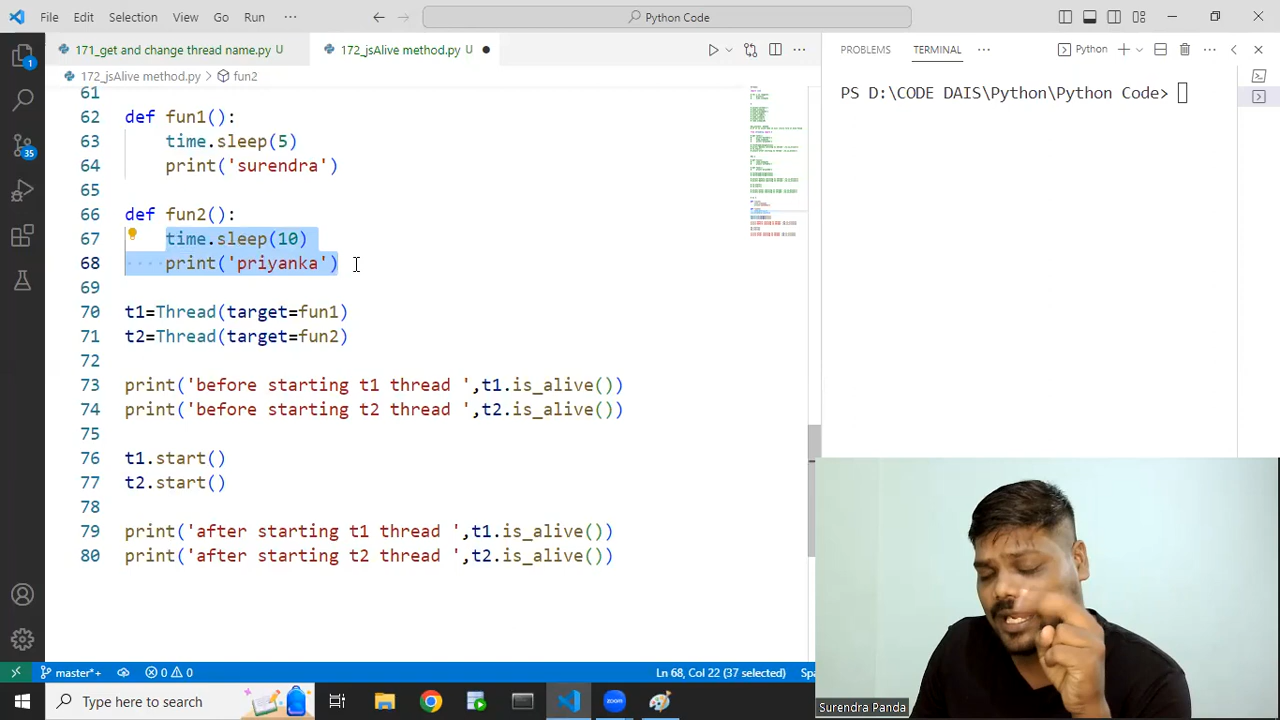 File Edit Selection View Go Run ··· Python Code
171_get and change thread name.py U 172_jsAlive method.py U
172_jsAlive method.py > fun2
61
62 def fun1():
time.sleep(5)
64 print('surendra')
65
66 def fun2():
67 time.sleep(10)
68 print('priyanka')
69
70 t1=Thread(target=fun1)
71 t2=Thread(target=fun2)
72
73 print('before starting t1 thread ',t1.is_alive())
74 print('before starting t2 thread ',t2.is_alive())
75
76 t1.start()
77 t2.start()
78
79 print('after starting t1 thread ',t1.is_alive())
80 print('after starting t2 thread ',t2.is_alive())
PROBLEMS TERMINAL ··· Python
PS D:\CODE DAIS\Python\Python Code>
1
35
master*+ 0 0 Ln 68, Col 22 (37 selected)
Surendra Panda
Type here to search
zoom